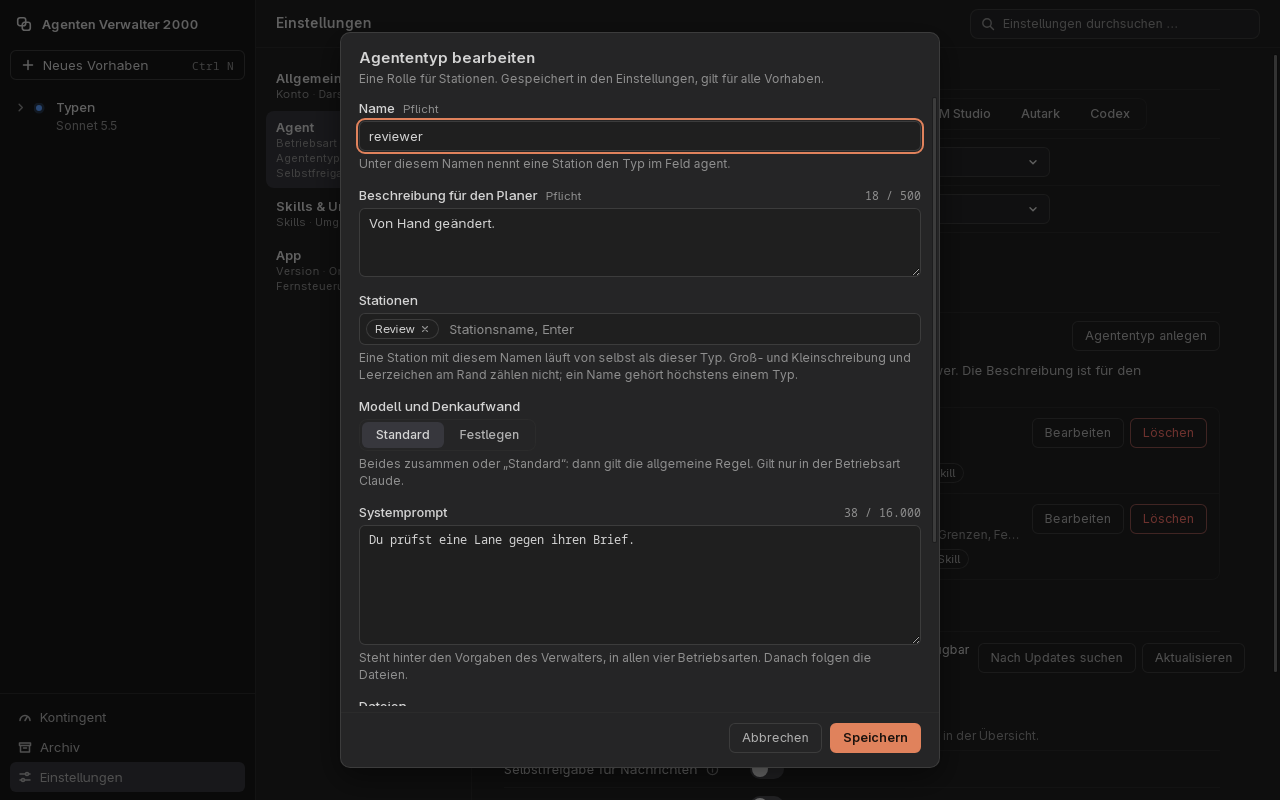 Agenten Verwalter 2000
Neues Vorhaben Ctrl N
Typen
Sonnet 5.5
Kontingent
Archiv
Einstellungen
Einstellungen
Einstellungen durchsuchen …
Allgemein
Konto
Agent
Betriebsart
Agententyp
Selbstfreiga
Skills &
Skills
App
Version
Fernsteuer
Agententyp bearbeiten
Eine Rolle für Stationen. Gespeichert in den Einstellungen, gilt für alle Vorhaben.
Name Pflicht
reviewer
Unter diesem Namen nennt eine Station den Typ im Feld agent.
Beschreibung für den Planer Pflicht 18 / 500
Von Hand geändert.
Stationen
Review ✕ Stationsname, Enter
Eine Station mit diesem Namen läuft von selbst als dieser Typ. Groß- und Kleinschreibung und
Leerzeichen am Rand zählen nicht; ein Name gehört höchstens einem Typ.
Modell und Denkaufwand
Standard Festlegen
Beides zusammen oder „Standard“: dann gilt die allgemeine Regel. Gilt nur in der Betriebsart
Claude.
Systemprompt 38 / 16.000
Du prüfst eine Lane gegen ihren Brief.
Steht hinter den Vorgaben des Verwalters, in allen vier Betriebsarten. Danach folgen die
Dateien.
Dateien
Abbrechen Speichern
M Studio Autark Codex
Agententyp anlegen
wer. Die Beschreibung ist für den
Bearbeiten Löschen
kill
Bearbeiten Löschen
Grenzen, Fe…
Skill
gbar Nach Updates suchen Aktualisieren
in der Übersicht.
Selbstfreigabe für Nachrichten